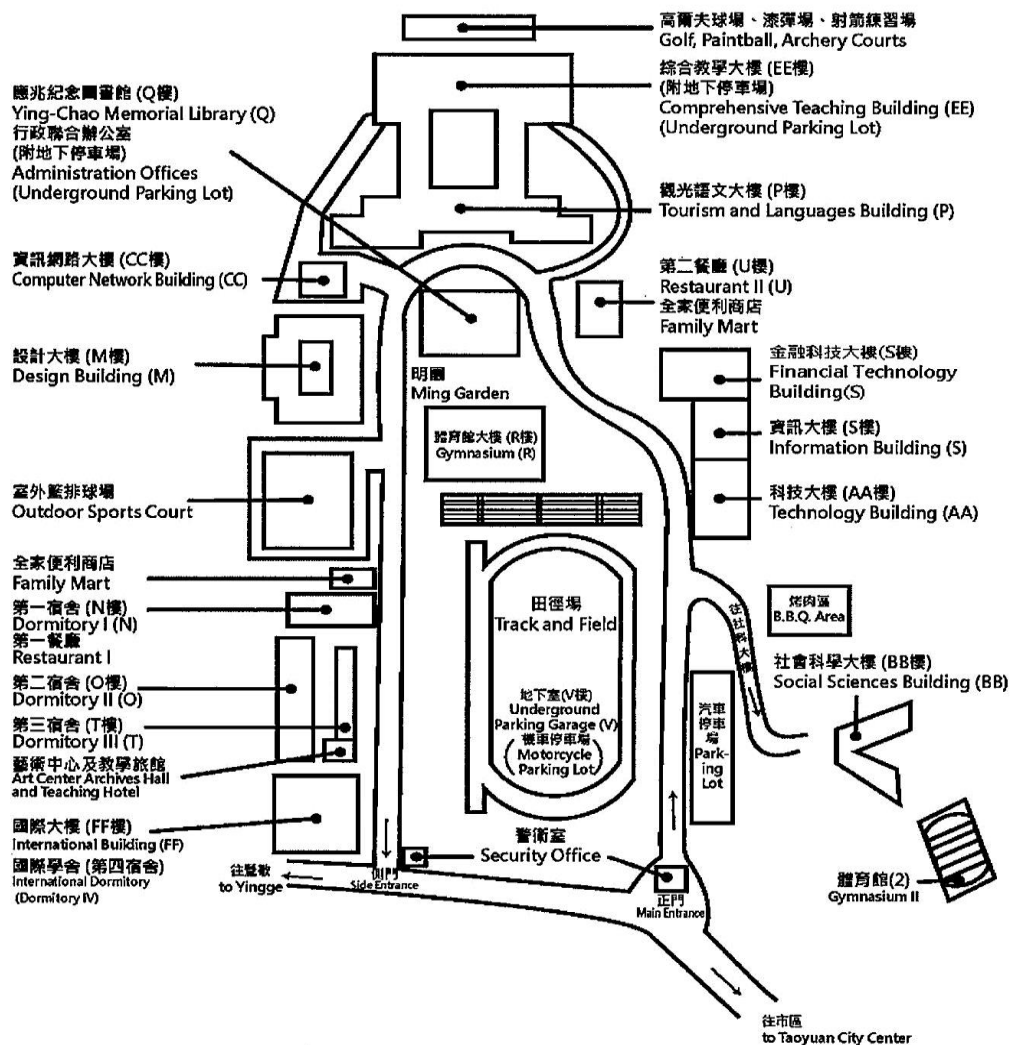 高爾夫球場、漆彈場、射箭練習場
Golf, Paintball, Archery Courts
綜合教學大樓 (EE樓)
(附地下停車場)
Comprehensive Teaching Building (EE)
(Underground Parking Lot)
應兆紀念圖書館 (Q樓)
Ying-Chao Memorial Library (Q)
行政聯合辦公室
(附地下停車場)
Administration Offices
(Underground Parking Lot)
觀光語文大樓 (P樓)
Tourism and Languages Building (P)
資訊網路大樓 (CC樓)
Computer Network Building (CC)
第二餐廳 (U樓)
Restaurant II (U)
全家便利商店
Family Mart
設計大樓 (M樓)
Design Building (M)
明園
Ming Garden
金融科技大樓(S樓)
Financial Technology
Building(S)
體育館大樓 (R樓)
Gymnasium (R)
資訊大樓 (S樓)
Information Building (S)
室外籃排球場
Outdoor Sports Court
科技大樓 (AA樓)
Technology Building (AA)
全家便利商店
Family Mart
第一宿舍 (N樓)
Dormitory I (N)
第一餐廳
Restaurant I
第二宿舍 (O樓)
Dormitory II (O)
第三宿舍 (T樓)
Dormitory III (T)
藝術中心及教學旅館
Art Center Archives Hall
and Teaching Hotel
國際大樓 (FF樓)
International Building (FF)
國際學舍 (第四宿舍)
International Dormitory
(Dormitory IV)
田徑場
Track and Field
地下室(V樓)
Underground
Parking Garage (V)
機車停車場
(Motorcycle
Parking Lot)
往社科大樓
烤肉區
B.B.Q. Area
社會科學大樓 (BB樓)
Social Sciences Building (BB)
汽車
停車
場
Park-
ing
Lot
警衛室
Security Office
往鶯歌
to Yingge
側門
Side Entrance
正門
Main Entrance
體育館(2)
Gymnasium II
往市區
to Taoyuan City Center